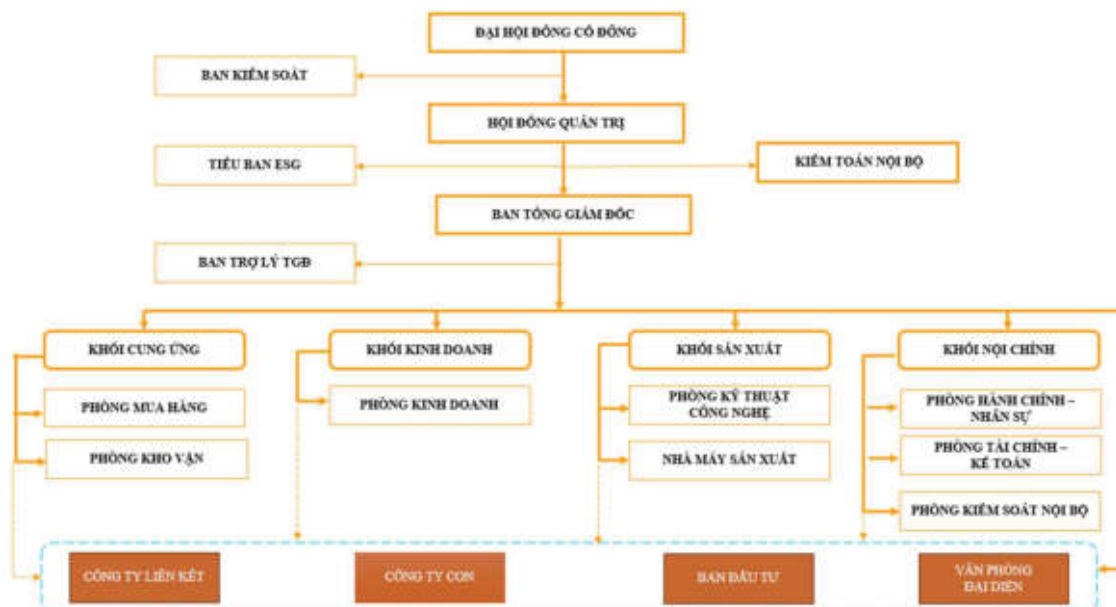 ĐẠI HỘI ĐỒNG CỔ ĐÔNG
BAN KIỂM SOÁT
HỘI ĐỒNG QUẢN TRỊ
TIỂU BAN ESG
KIỂM TOÁN NỘI BỘ
BAN TỔNG GIÁM ĐỐC
BAN TRỢ LÝ TGĐ
KHỐI CUNG ỨNG
KHỐI KINH DOANH
KHỐI SẢN XUẤT
KHỐI NỘI CHÍNH
PHÒNG MUA HÀNG
PHÒNG KINH DOANH
PHÒNG KỸ THUẬT
CÔNG NGHỆ
PHÒNG HÀNH CHÍNH –
NHÂN SỰ
PHÒNG KHO VẬN
NHÀ MÁY SẢN XUẤT
PHÒNG TÀI CHÍNH –
KẾ TOÁN
PHÒNG KIỂM SOÁT NỘI BỘ
CÔNG TY LIÊN KẾT
CÔNG TY CON
BAN ĐẦU TƯ
VĂN PHÒNG
ĐẠI DIỆN